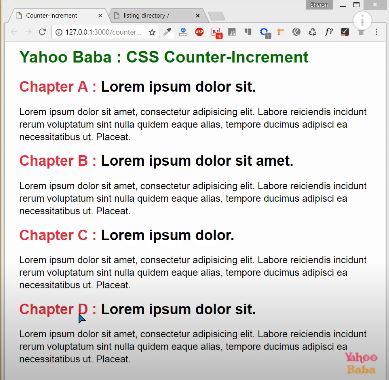 Counter-Increment
listing directory /
127.0.0.1:3000/counter
Yahoo Baba : CSS Counter-Increment
Chapter A : Lorem ipsum dolor sit.
Lorem ipsum dolor sit amet, consectetur adipisicing elit. Labore reiciendis incidunt
rerum voluptatum sint nulla quidem eaque alias, tempore ducimus adipisci ea
necessitatibus ut. Placeat.
Chapter B : Lorem ipsum dolor sit amet.
Lorem ipsum dolor sit amet, consectetur adipisicing elit. Labore reiciendis incidunt
rerum voluptatum sint nulla quidem eaque alias, tempore ducimus adipisci ea
necessitatibus ut. Placeat.
Chapter C : Lorem ipsum dolor.
Lorem ipsum dolor sit amet, consectetur adipisicing elit. Labore reiciendis incidunt
rerum voluptatum sint nulla quidem eaque alias, tempore ducimus adipisci ea
necessitatibus ut. Placeat.
Chapter D : Lorem ipsum dolor sit.
Lorem ipsum dolor sit amet, consectetur adipisicing elit. Labore reiciendis incidunt
rerum voluptatum sint nulla quidem eaque alias, tempore ducimus adipisci ea
necessitatibus ut. Placeat.
Yahoo
Baba